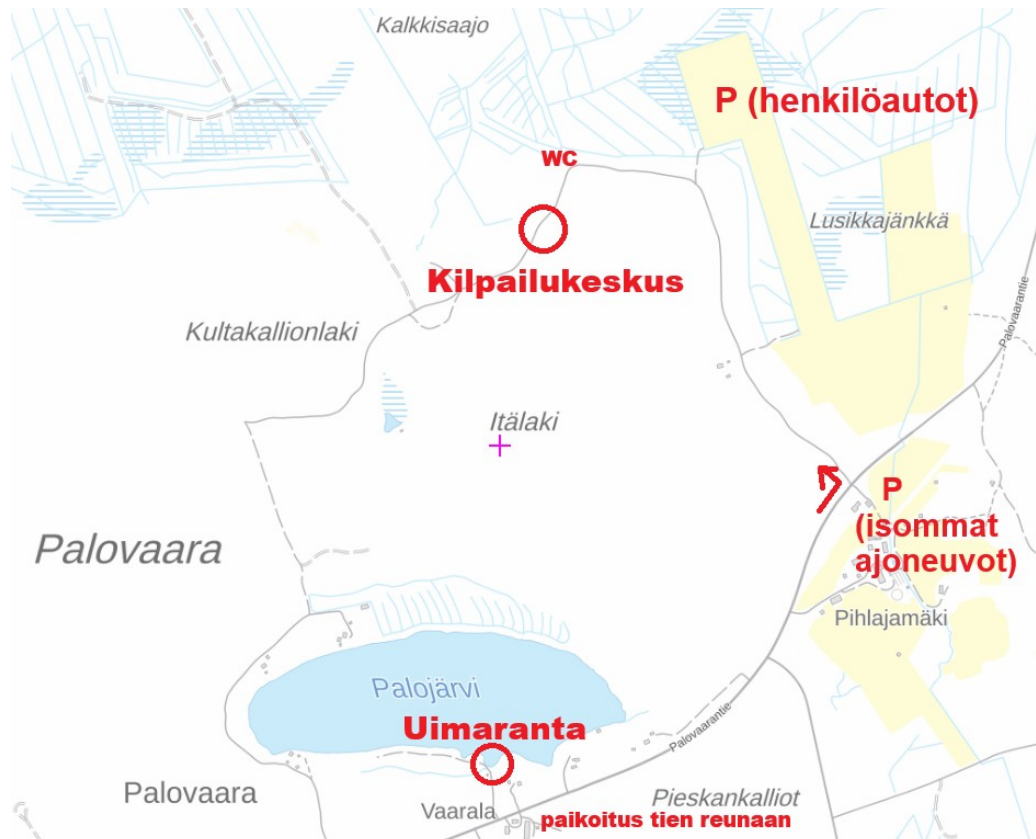 Kalkkisaajo
P (henkilöautot)
WC
Lusikkajänkkä
Kilpailukeskus
Kultakallionlaki
Palovaarantie
Itälaki
P
(isommat
ajoneuvot)
Palovaara
Pihlajamäki
Palojärvi
Uimaranta
Palovaarantie
Palovaara
Vaarala
Pieskankalliot
paikoitus tien reunaan